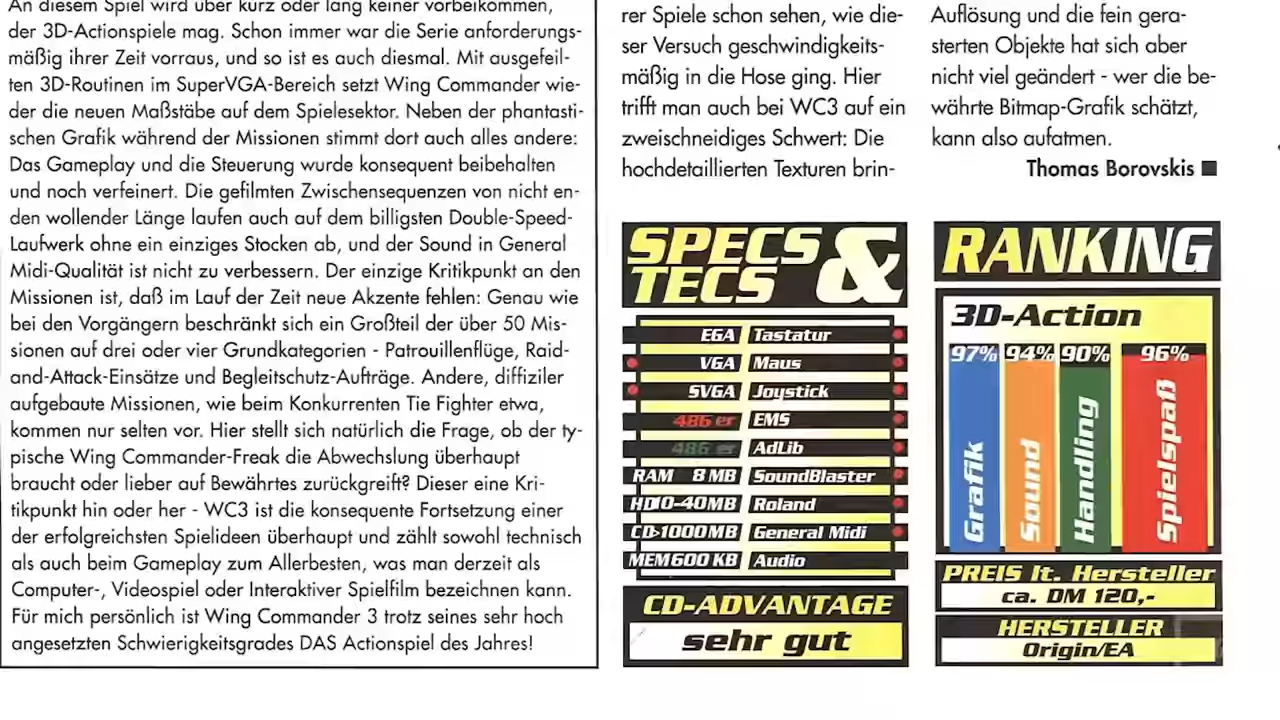 An diesem Spiel wird über kurz oder lang keiner vorbeikommen,
der 3D-Actionspiele mag. Schon immer war die Serie anforderungs-
mäßig ihrer Zeit vorraus, und so ist es auch diesmal. Mit ausgefeil-
ten 3D-Routinen im SuperVGA-Bereich setzt Wing Commander wie-
der die neuen Maßstäbe auf dem Spielesektor. Neben der phantasti-
schen Grafik während der Missionen stimmt dort auch alles andere:
Das Gameplay und die Steuerung wurde konsequent beibehalten
und noch verfeinert. Die gefilmten Zwischensequenzen von nicht en-
den wollender Länge laufen auch auf dem billigsten Double-Speed-
Laufwerk ohne ein einziges Stocken ab, und der Sound in General
Midi-Qualität ist nicht zu verbessern. Der einzige Kritikpunkt an den
Missionen ist, daß im Lauf der Zeit neue Akzente fehlen: Genau wie
bei den Vorgängern beschränkt sich ein Großteil der über 50 Mis-
sionen auf drei oder vier Grundkategorien - Patrouillenflüge, Raid-
and-Attack-Einsätze und Begleitschutz-Aufträge. Andere, diffiziler
aufgebaute Missionen, wie beim Konkurrenten Tie Fighter etwa,
kommen nur selten vor. Hier stellt sich natürlich die Frage, ob der ty-
pische Wing Commander-Freak die Abwechslung überhaupt
braucht oder lieber auf Bewährtes zurückgreift? Dieser eine Kri-
tikpunkt hin oder her - WC3 ist die konsequente Fortsetzung einer
der erfolgreichsten Spielideen überhaupt und zählt sowohl technisch
als auch beim Gameplay zum Allerbesten, was man derzeit als
Computer-, Videospiel oder Interaktiver Spielfilm bezeichnen kann.
Für mich persönlich ist Wing Commander 3 trotz seines sehr hoch
angesetzten Schwierigkeitsgrades DAS Actionspiel des Jahres!
rer Spiele schon sehen, wie die-
ser Versuch geschwindigkeits-
mäßig in die Hose ging. Hier
trifft man auch bei WC3 auf ein
zweischneidiges Schwert: Die
hochdetaillierten Texturen brin-
Auflösung und die fein gera-
sterten Objekte hat sich aber
nicht viel geändert - wer die be-
währte Bitmap-Grafik schätzt,
kann also aufatmen.
Thomas Borovskis
SPECS &
TECS
EGA Tastatur
VGA Maus
SVGA Joystick
486 er EMS
486 er AdLib
RAM 8 MB SoundBlaster
HD 10-40MB Roland
CD>1000MB General Midi
MEM 600 KB Audio
CD-ADVANTAGE
sehr gut
RANKING
3D-Action
97% 94% 90% 96%
Grafik
Sound
Handling
Spielspaß
PREIS lt. Hersteller
ca. DM 120,-
HERSTELLER
Origin/EA